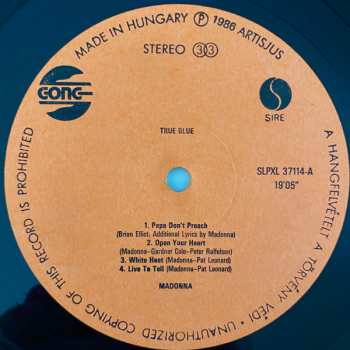 MADE IN HUNGARY Ⓟ 1986 ARTISJUS
STEREO 33
GONG
SIRE
TRUE BLUE
SLPXL 37114-A
19'05"
1. Papa Don't Preach
(Brian Elliot; Additional Lyrics by Madonna)
2. Open Your Heart
(Madonna-Gardner Cole-Peter Rafelson)
3. White Heat (Madonna-Pat Leonard)
4. Live To Tell (Madonna-Pat Leonard)
MADONNA
A HANGFELVÉTELT A TÖRVÉNY VÉDI · UNAUTHORIZED COPYING OF THIS RECORD IS PROHIBITED